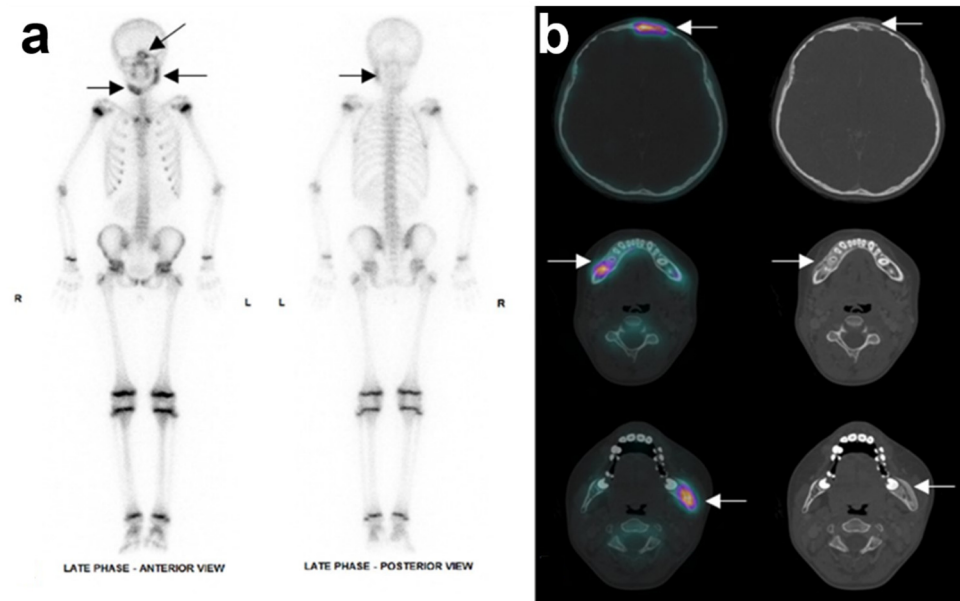 a
b
R
L
L
R
LATE PHASE - ANTERIOR VIEW
LATE PHASE - POSTERIOR VIEW